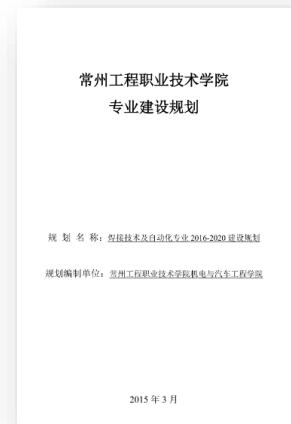 常州工程职业技术学院
专业建设规划
规 划 名 称：焊接技术及自动化专业 2016-2020 建设规划
规划编制单位：常州工程职业技术学院机电与汽车工程学院
2015 年 3 月